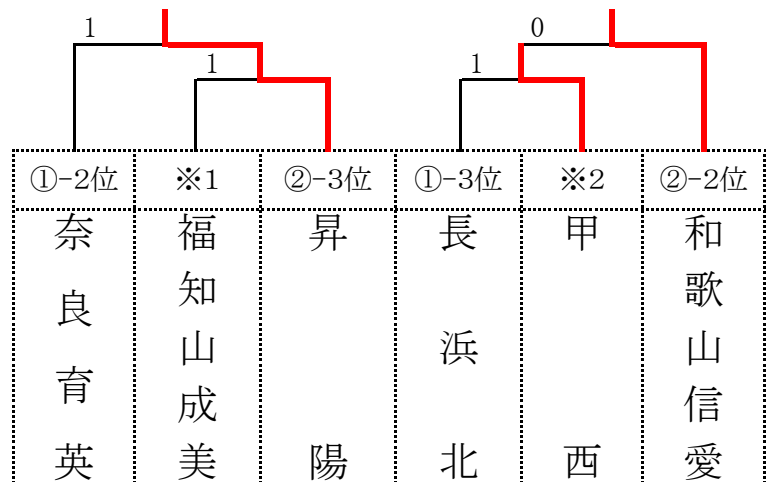 1
0
1
1
①-2位
※1
②-3位
①-3位
※2
②-2位
奈良育英
福知山成美
昇陽
長浜北
甲西
和歌山信愛